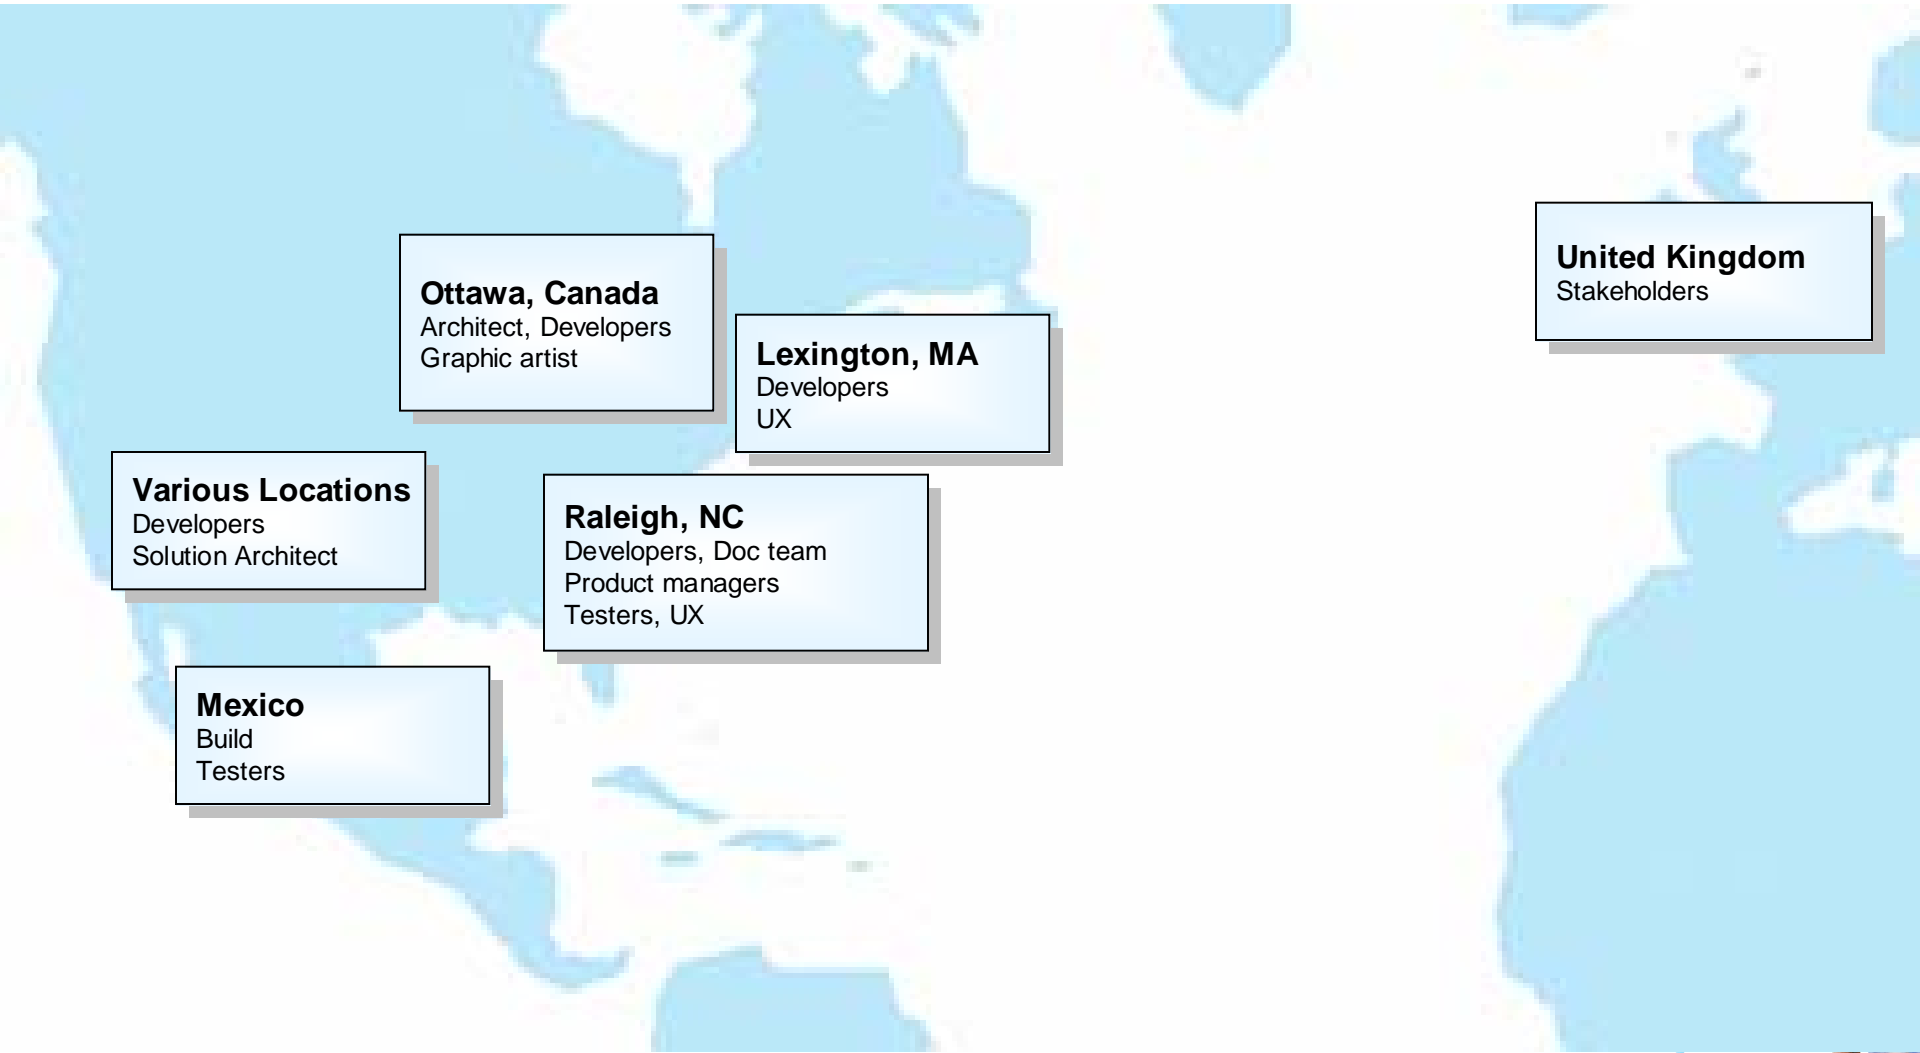 Ottawa, Canada
Architect, Developers
Graphic artist
United Kingdom
Stakeholders
Lexington, MA
Developers
UX
Various Locations
Developers
Solution Architect
Raleigh, NC
Developers, Doc team
Product managers
Testers, UX
Mexico
Build
Testers